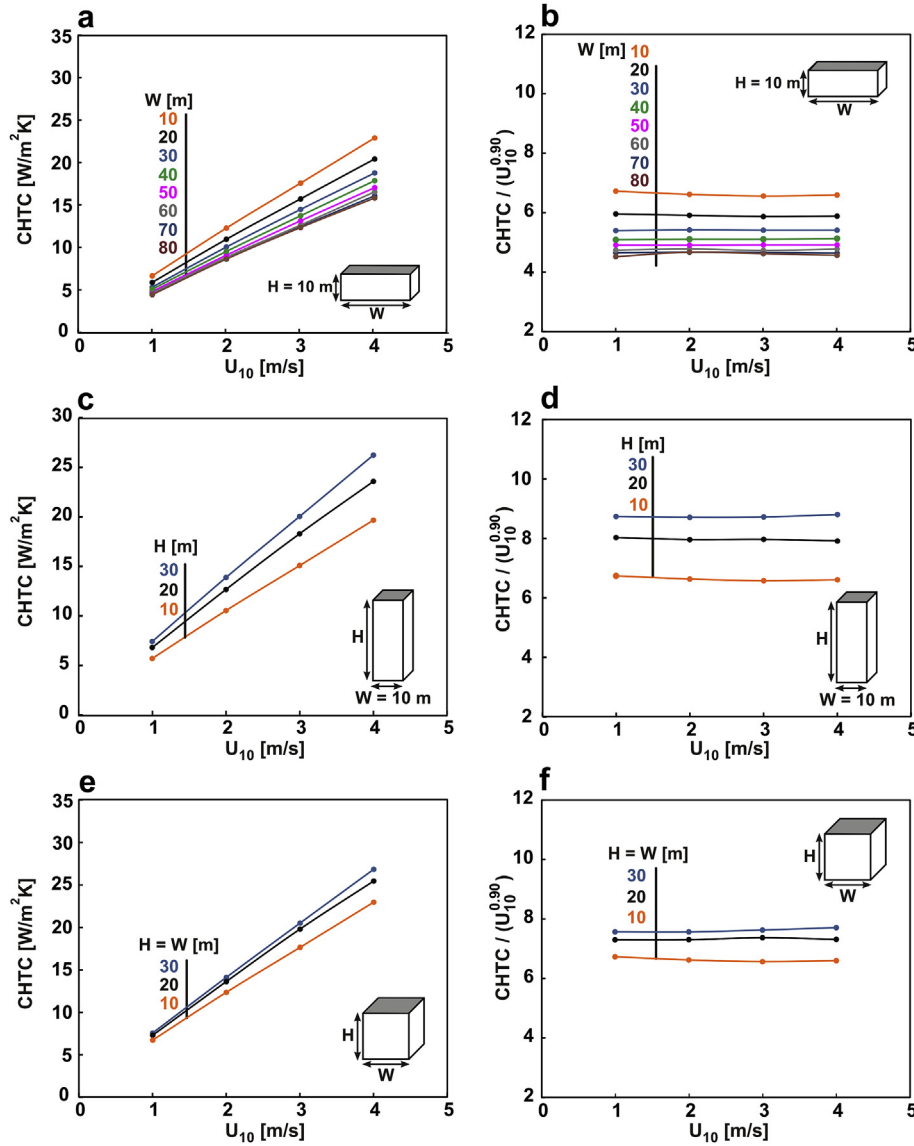 a
CHTC [W/m²K]
35
30
25
20
15
10
5
0
0 1 2 3 4 5
U₁₀ [m/s]
W [m]
10
20
30
40
50
60
70
80
H = 10 m
W
b
CHTC / (U₁₀^0.90)
12
10
8
6
4
2
0 1 2 3 4 5
U₁₀ [m/s]
W [m] 10
20
30
40
50
60
70
80
H = 10 m
W
c
CHTC [W/m²K]
30
25
20
15
10
5
0
0 1 2 3 4 5
U₁₀ [m/s]
H [m]
30
20
10
H
W = 10 m
d
CHTC / (U₁₀^0.90)
12
10
8
6
4
2
0 1 2 3 4 5
U₁₀ [m/s]
H [m]
30
20
10
H
W = 10 m
e
CHTC [W/m²K]
35
30
25
20
15
10
5
0
0 1 2 3 4 5
U₁₀ [m/s]
H = W [m]
30
20
10
H
W
f
CHTC / (U₁₀^0.90)
12
10
8
6
4
2
0 1 2 3 4 5
U₁₀ [m/s]
H = W [m]
30
20
10
H
W